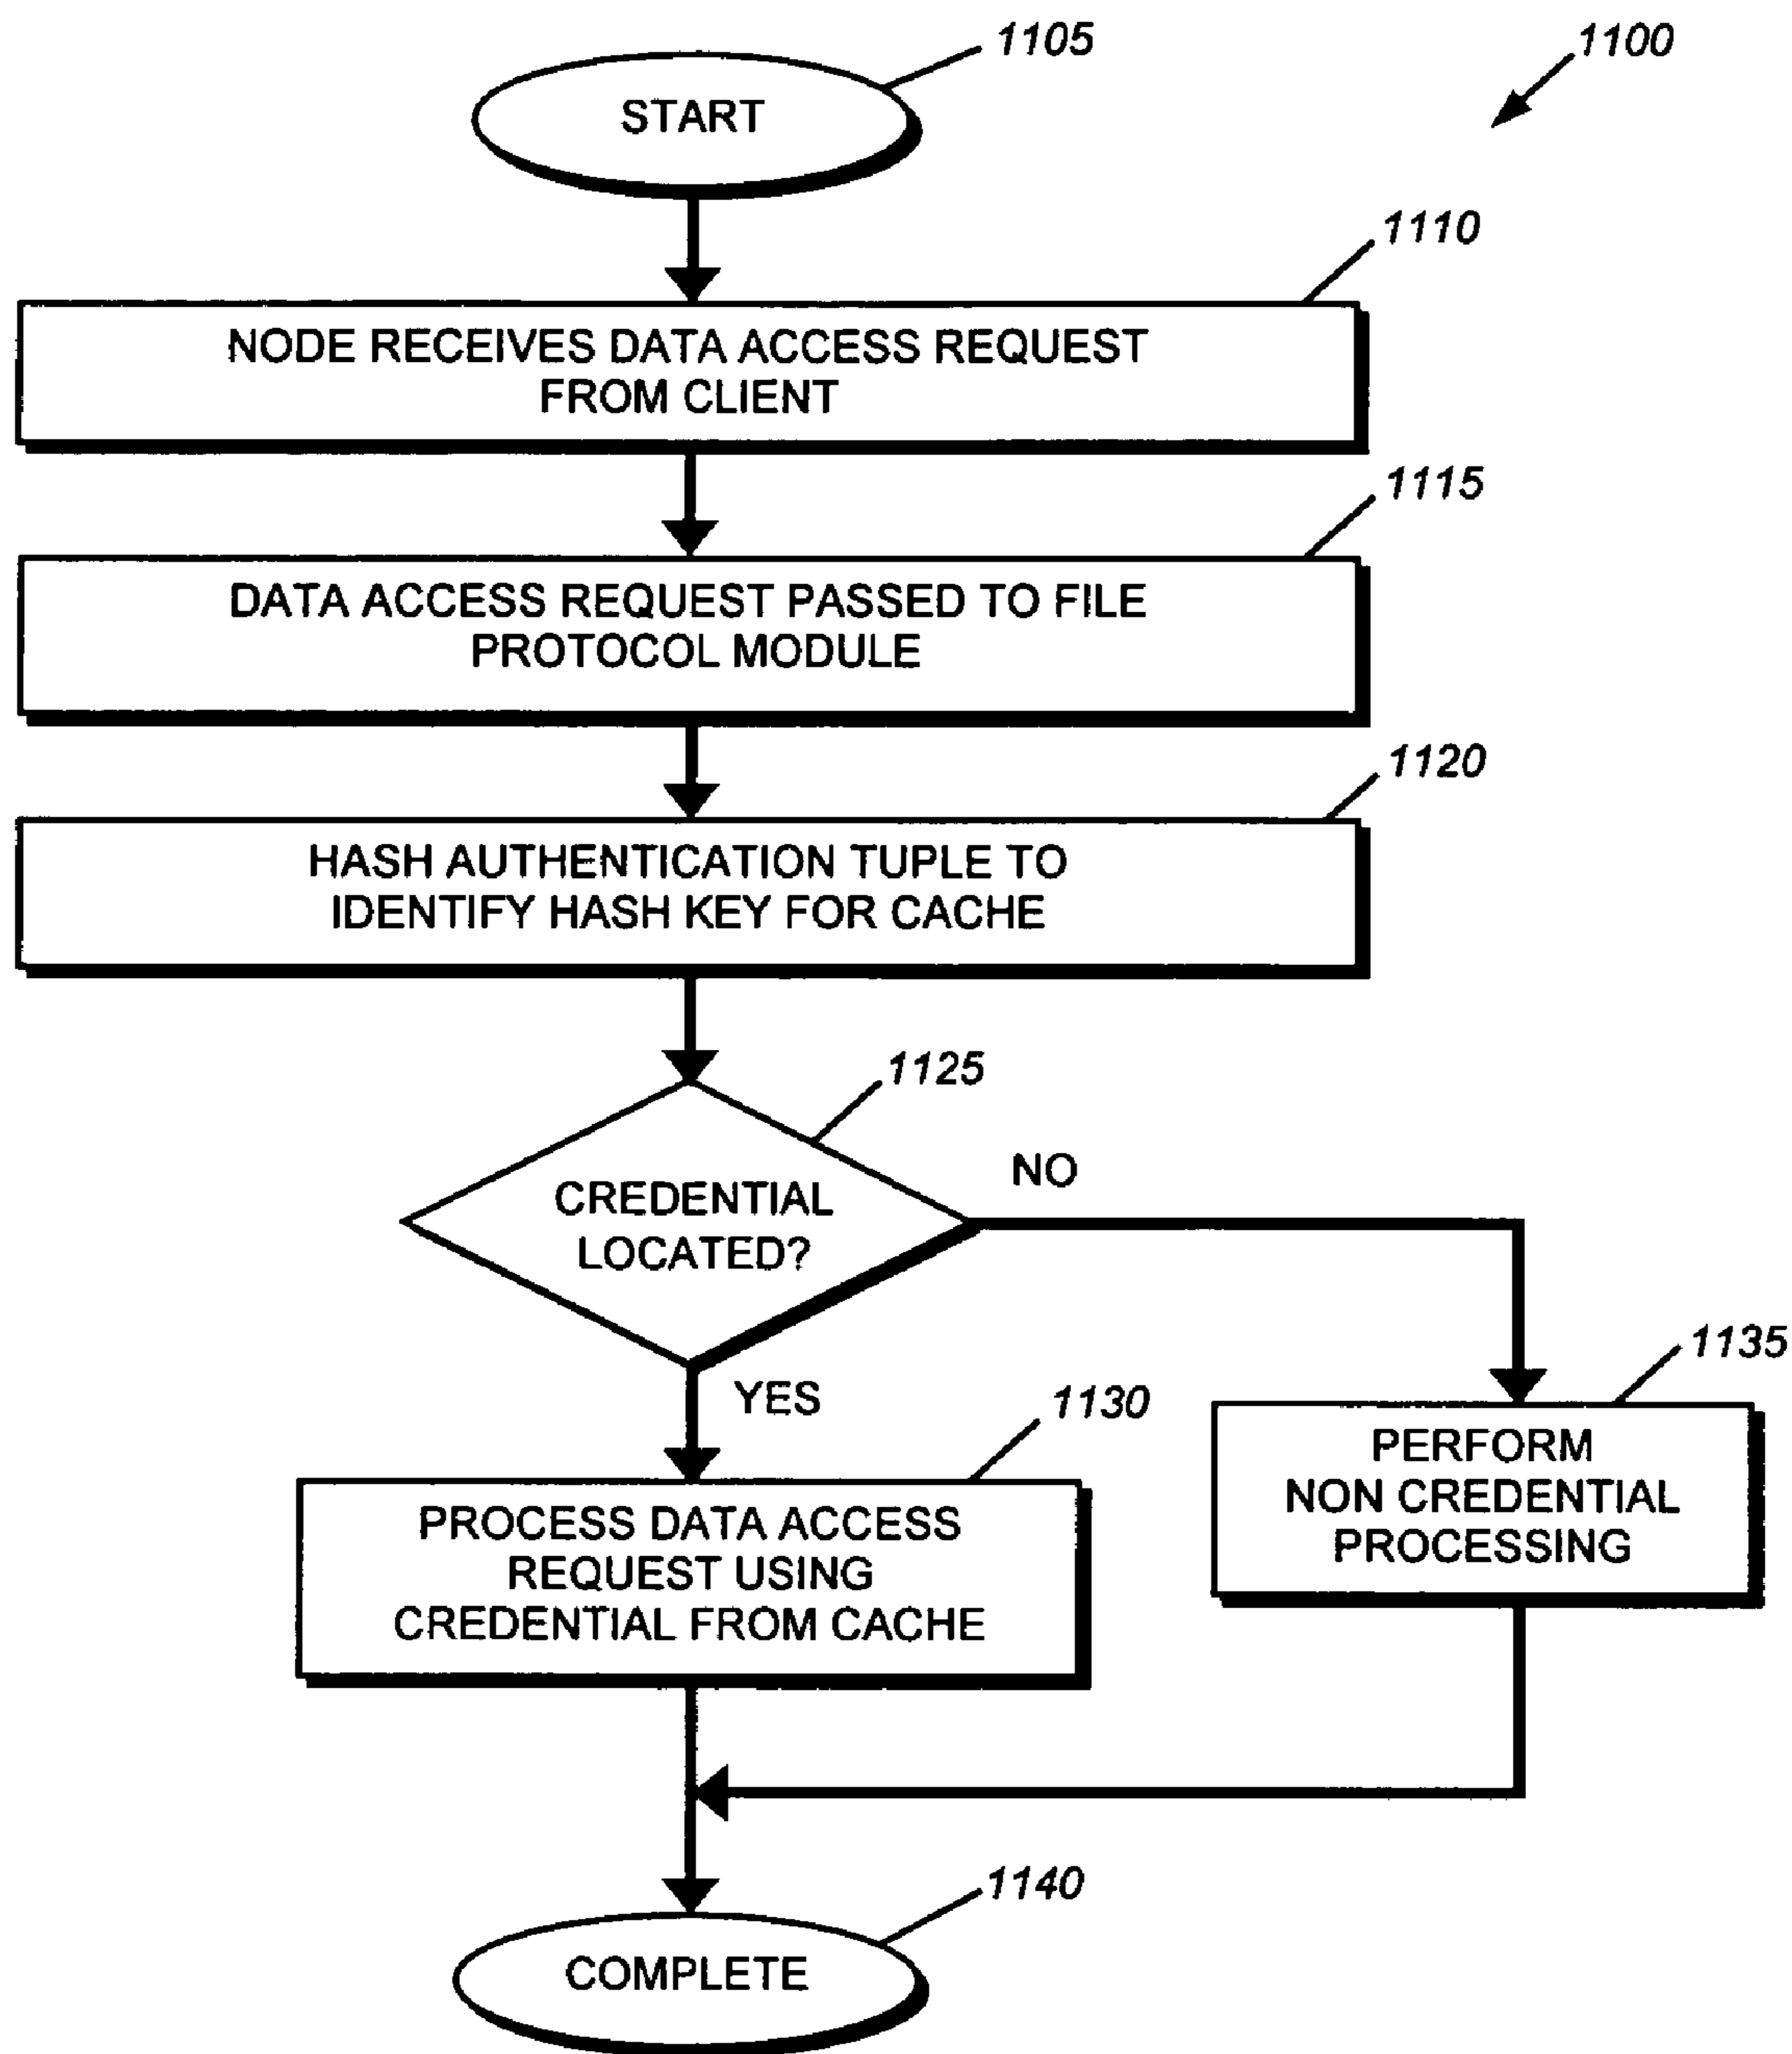 1105
1100
START
1110
NODE RECEIVES DATA ACCESS REQUEST
FROM CLIENT
1115
DATA ACCESS REQUEST PASSED TO FILE
PROTOCOL MODULE
1120
HASH AUTHENTICATION TUPLE TO
IDENTIFY HASH KEY FOR CACHE
1125
CREDENTIAL
LOCATED?
NO
YES
1130
1135
PROCESS DATA ACCESS
REQUEST USING
CREDENTIAL FROM CACHE
PERFORM
NON CREDENTIAL
PROCESSING
1140
COMPLETE